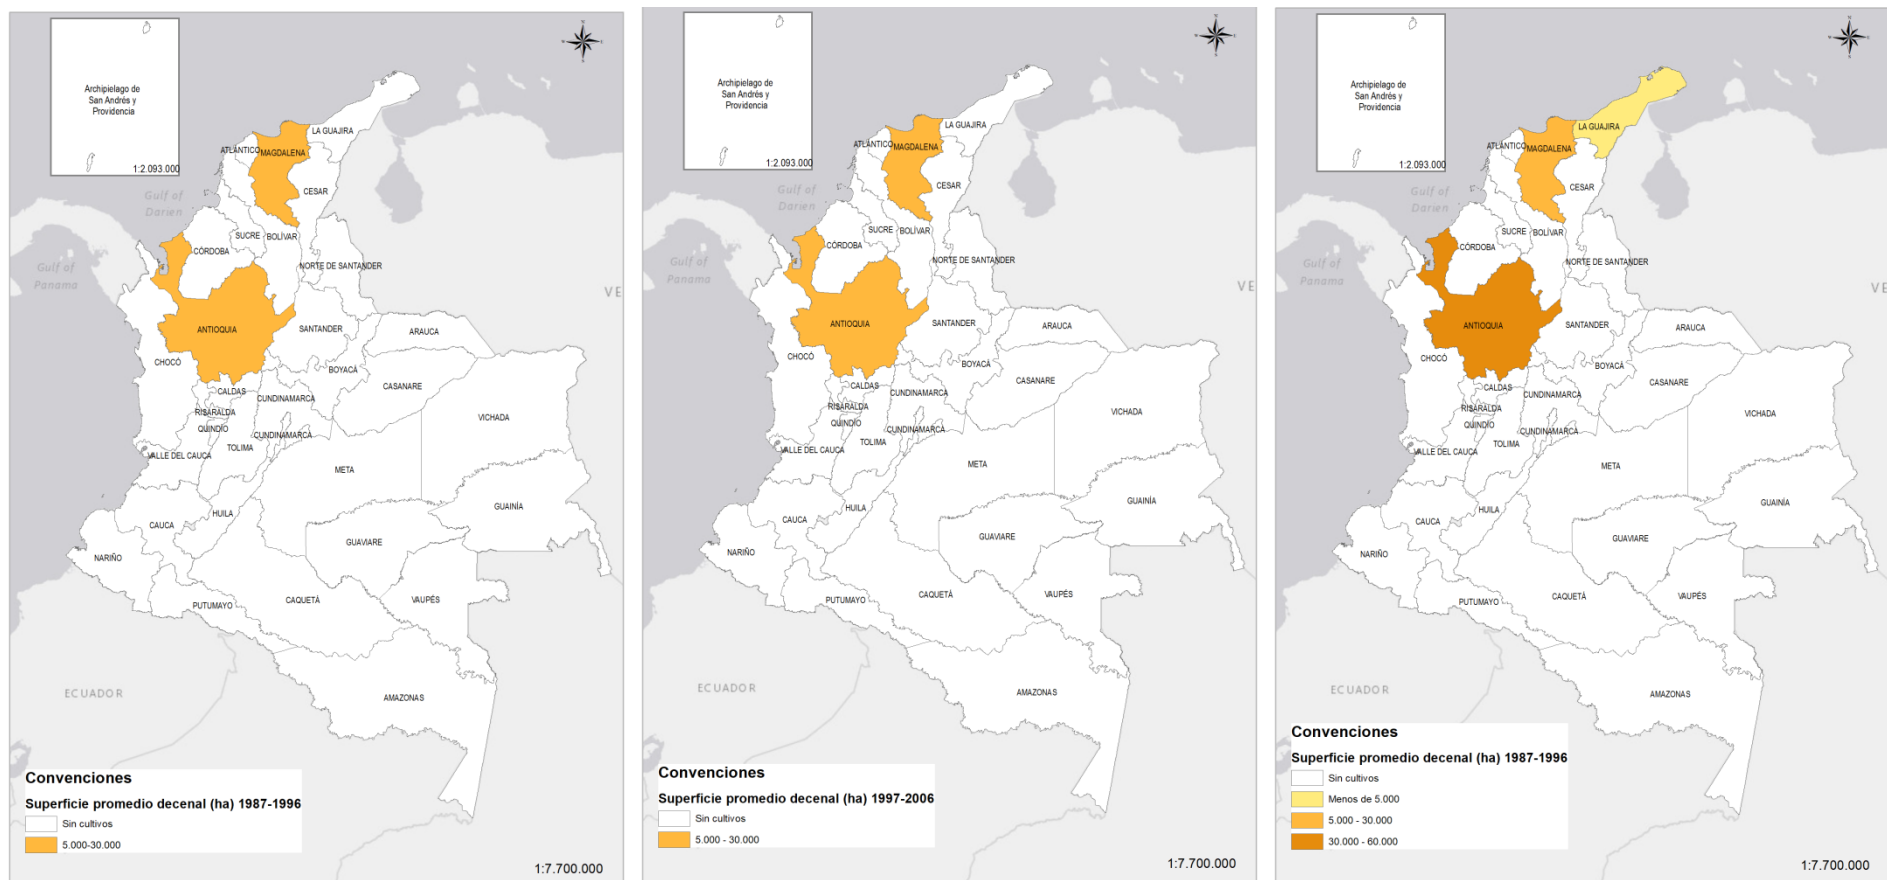 Archipielago de
San Andrés y
Providencia
1:2.093.000
LA GUAJIRA
ATLÁNTICO
MAGDALENA
CESAR
Gulf of
Darien
SUCRE
BOLÍVAR
CÓRDOBA
Gulf of
Panama
NORTE DE SANTANDER
VE
ANTIOQUIA
SANTANDER
ARAUCA
CHOCÓ
BOYACÁ
CASANARE
CALDAS
CUNDINAMARCA
RISARALDA
VICHADA
QUINDÍO
CUNDINAMARCA
TOLIMA
VALLE DEL CAUCA
META
GUAINÍA
HUILA
CAUCA
GUAVIARE
NARIÑO
CAQUETÁ
VAUPÉS
PUTUMAYO
ECUADOR
AMAZONAS
Convenciones
Superficie promedio decenal (ha) 1987-1996
Sin cultivos
5.000-30.000
1:7.700.000
Archipielago de
San Andrés y
Providencia
1:2.093.000
LA GUAJIRA
ATLÁNTICO
MAGDALENA
CESAR
Gulf of
Darien
SUCRE
BOLÍVAR
CÓRDOBA
Gulf of
Panama
NORTE DE SANTANDER
VE
ANTIOQUIA
SANTANDER
ARAUCA
CHOCÓ
BOYACÁ
CASANARE
CALDAS
CUNDINAMARCA
RISARALDA
VICHADA
QUINDÍO
CUNDINAMARCA
TOLIMA
VALLE DEL CAUCA
META
GUAINÍA
HUILA
CAUCA
GUAVIARE
NARIÑO
CAQUETÁ
VAUPÉS
PUTUMAYO
ECUADOR
AMAZONAS
Convenciones
Superficie promedio decenal (ha) 1997-2006
Sin cultivos
5.000 - 30.000
1:7.700.000
Archipielago de
San Andrés y
Providencia
1:2.093.000
LA GUAJIRA
ATLÁNTICO
MAGDALENA
CESAR
Gulf of
Darien
SUCRE
BOLÍVAR
CÓRDOBA
Gulf of
Panama
NORTE DE SANTANDER
VE
ANTIOQUIA
SANTANDER
ARAUCA
CHOCÓ
BOYACÁ
CASANARE
CALDAS
CUNDINAMARCA
RISARALDA
VICHADA
QUINDÍO
CUNDINAMARCA
TOLIMA
VALLE DEL CAUCA
META
GUAINÍA
HUILA
CAUCA
GUAVIARE
NARIÑO
CAQUETÁ
VAUPÉS
PUTUMAYO
ECUADOR
AMAZONAS
Convenciones
Superficie promedio decenal (ha) 1987-1996
Sin cultivos
Menos de 5.000
5.000 - 30.000
30.000 - 60.000
1:7.700.000